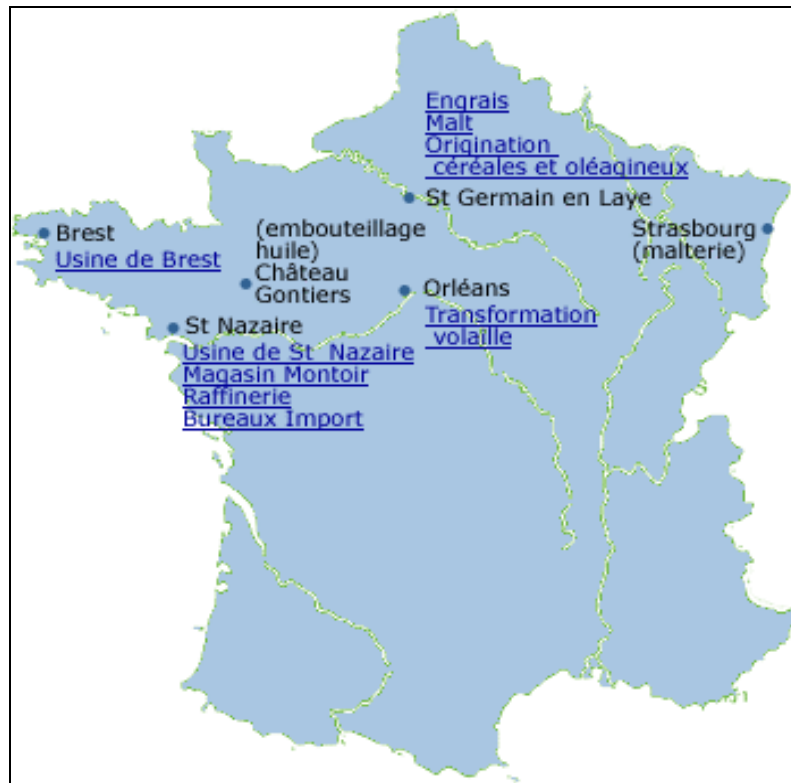 Engrais
Malt
Origination
céréales et oléagineux
St Germain en Laye
Brest
Usine de Brest
(embouteillage
huile)
Château
Gontiers
Strasbourg
(malterie)
Orléans
Transformation
volaille
St Nazaire
Usine de St Nazaire
Magasin Montoir
Raffinerie
Bureaux Import